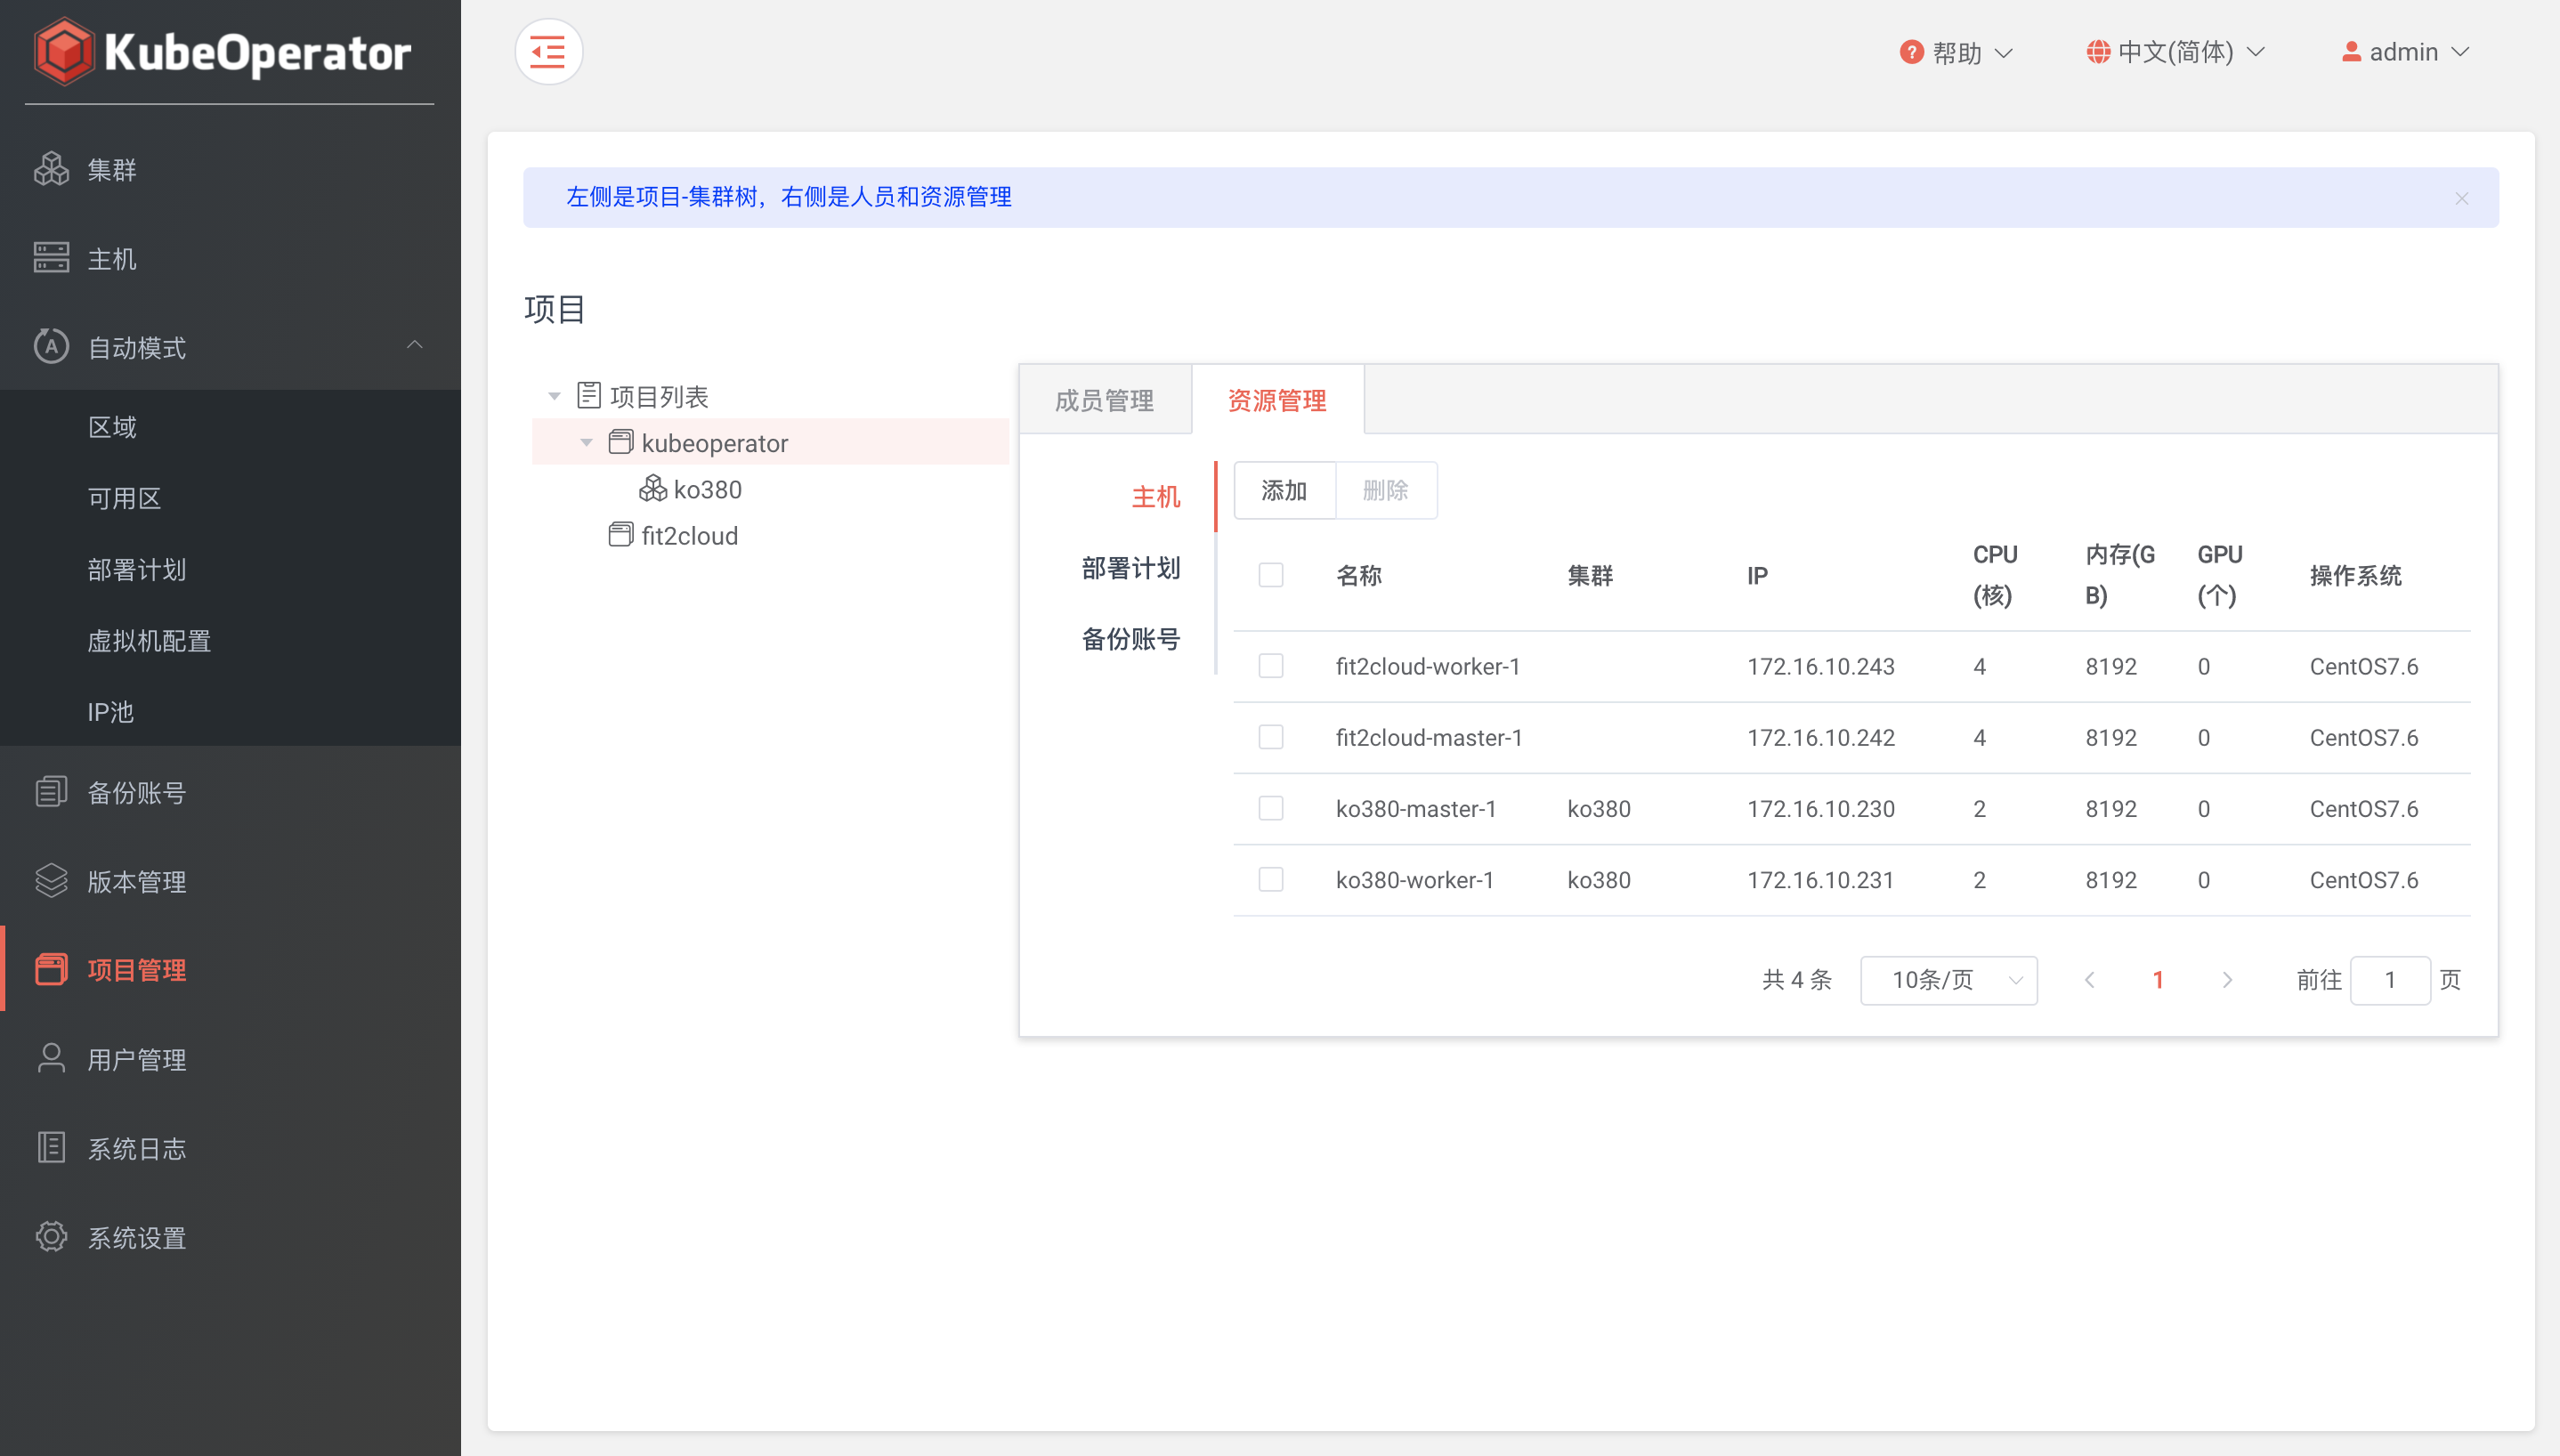 KubeOperator
帮助
中文(简体)
admin
集群
主机
自动模式
区域
可用区
部署计划
虚拟机配置
IP池
备份账号
版本管理
项目管理
用户管理
系统日志
系统设置
左侧是项目-集群树，右侧是人员和资源管理
项目
项目列表
kubeoperator
ko380
fit2cloud
成员管理 资源管理
主机
部署计划
备份账号
添加 删除
名称 集群 IP CPU(核) 内存(GB) GPU(个) 操作系统
fit2cloud-worker-1 172.16.10.243 4 8192 0 CentOS7.6
fit2cloud-master-1 172.16.10.242 4 8192 0 CentOS7.6
ko380-master-1 ko380 172.16.10.230 2 8192 0 CentOS7.6
ko380-worker-1 ko380 172.16.10.231 2 8192 0 CentOS7.6
共 4 条 10条/页 1 前往 1 页